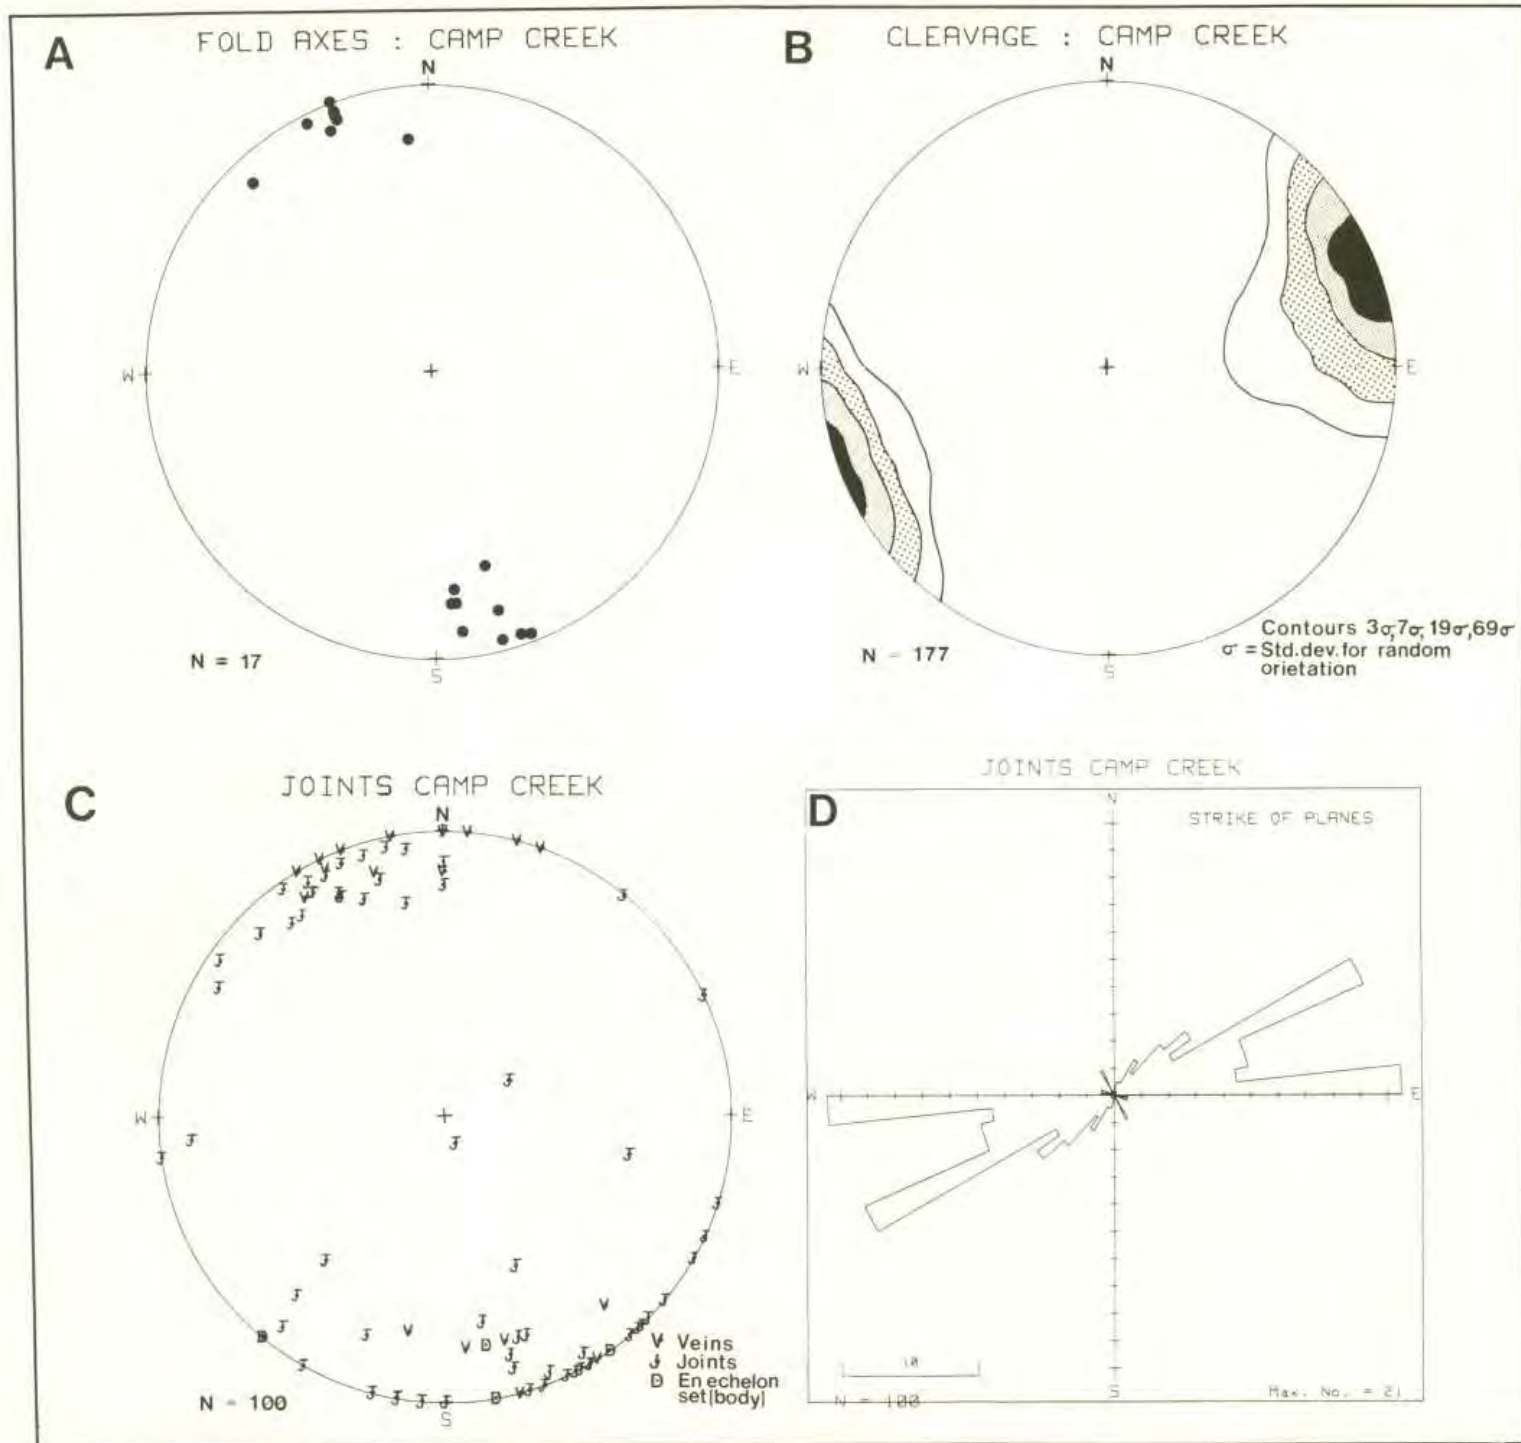 A
FOLD AXES : CAMP CREEK
N
W
E
S
N = 17
B
CLEAVAGE : CAMP CREEK
N
W
E
S
N = 177
Contours 3σ,7σ, 19σ,69σ
σ = Std.dev.for random
orietation
C
JOINTS CAMP CREEK
N
W
E
S
N = 100
V Veins
J Joints
D En echelon
set|body|
JOINTS CAMP CREEK
D
STRIKE OF PLANES
N
W
E
S
10
N = 100
Max. No. = 21